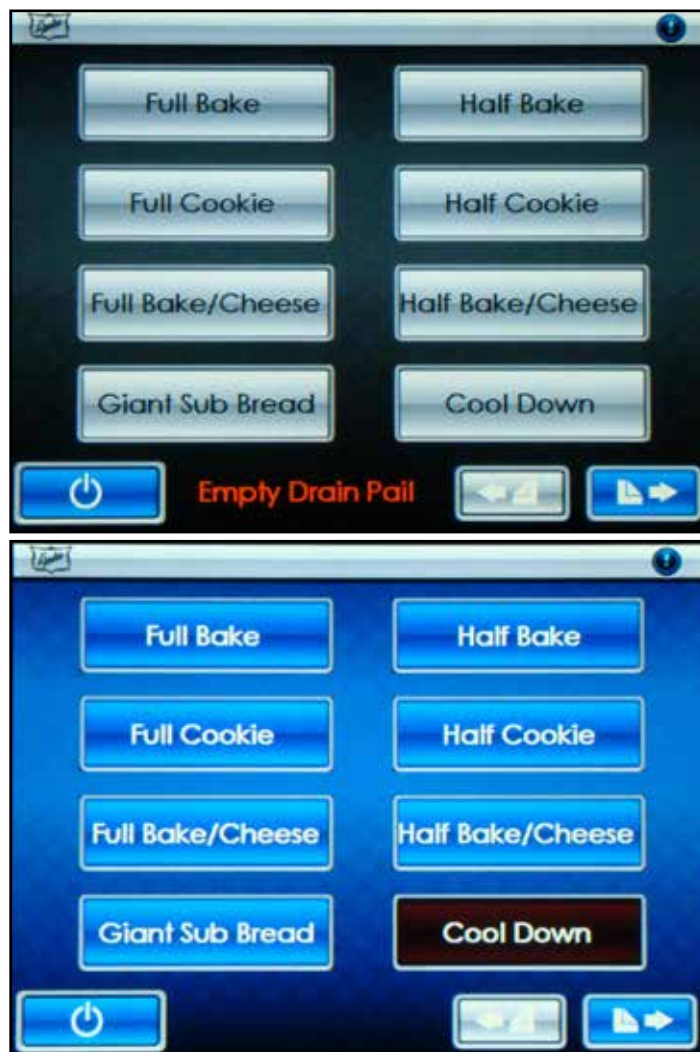 Full Bake Half Bake
Full Cookie Half Cookie
Full Bake/Cheese Half Bake/Cheese
Giant Sub Bread Cool Down
Empty Drain Pail
Full Bake Half Bake
Full Cookie Half Cookie
Full Bake/Cheese Half Bake/Cheese
Giant Sub Bread Cool Down